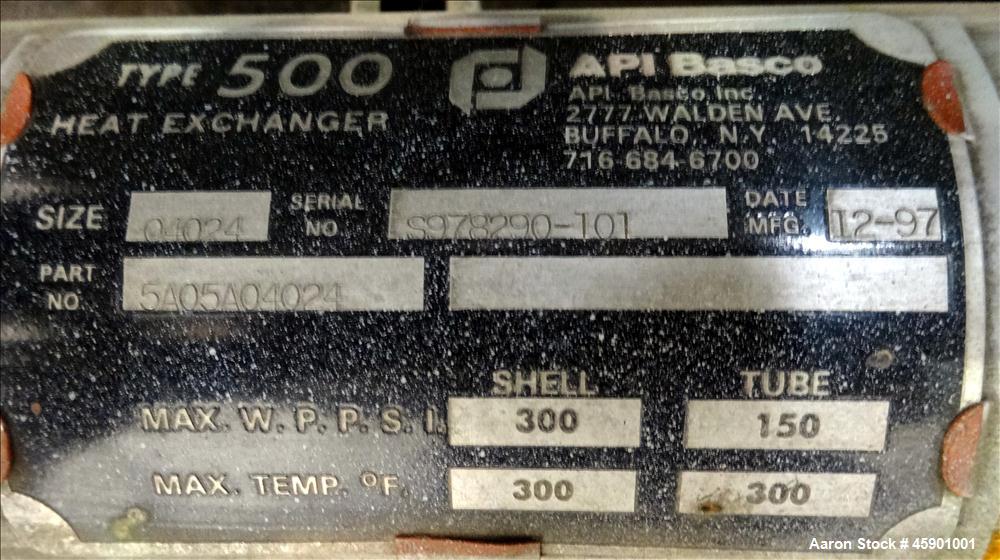 TYPE 500
HEAT EXCHANGER
API Basco
API Basco Inc.
2777 WALDEN AVE.
BUFFALO, N.Y. 14225
716-684-6700
SIZE 04024 SERIAL NO. S978290-101 DATE MFG. 12-97
PART NO. 5A05A04024
SHELL TUBE
MAX. W. P. P. S. I. 300 150
MAX. TEMP. °F. 300 300
Aaron Stock # 45901001